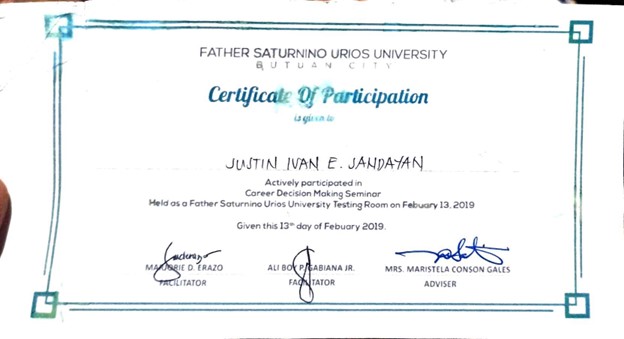 FATHER SATURNINO URIOS UNIVERSITY
BUTUAN CITY
Certificate Of Participation
is given to
JUSTIN IVAN E. JANDAYAN
Actively participated in
Career Decision Making Seminar
Held as a Father Saturnino Urios University Testing Room on Febuary 13, 2019
Given this 13th day of Febuary 2019.
MARJORIE D. ERAZO ALI BOY P. GABIANA JR. MRS. MARISTELA CONSON GALES
FACILITATOR FACILITATOR ADVISER